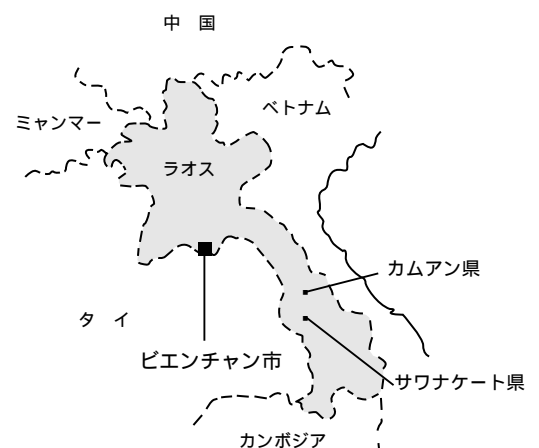 中 国
ベトナム
ミャンマー
ラオス
カムアン県
タ イ
ビエンチャン市
サワナケート県
カンボジア